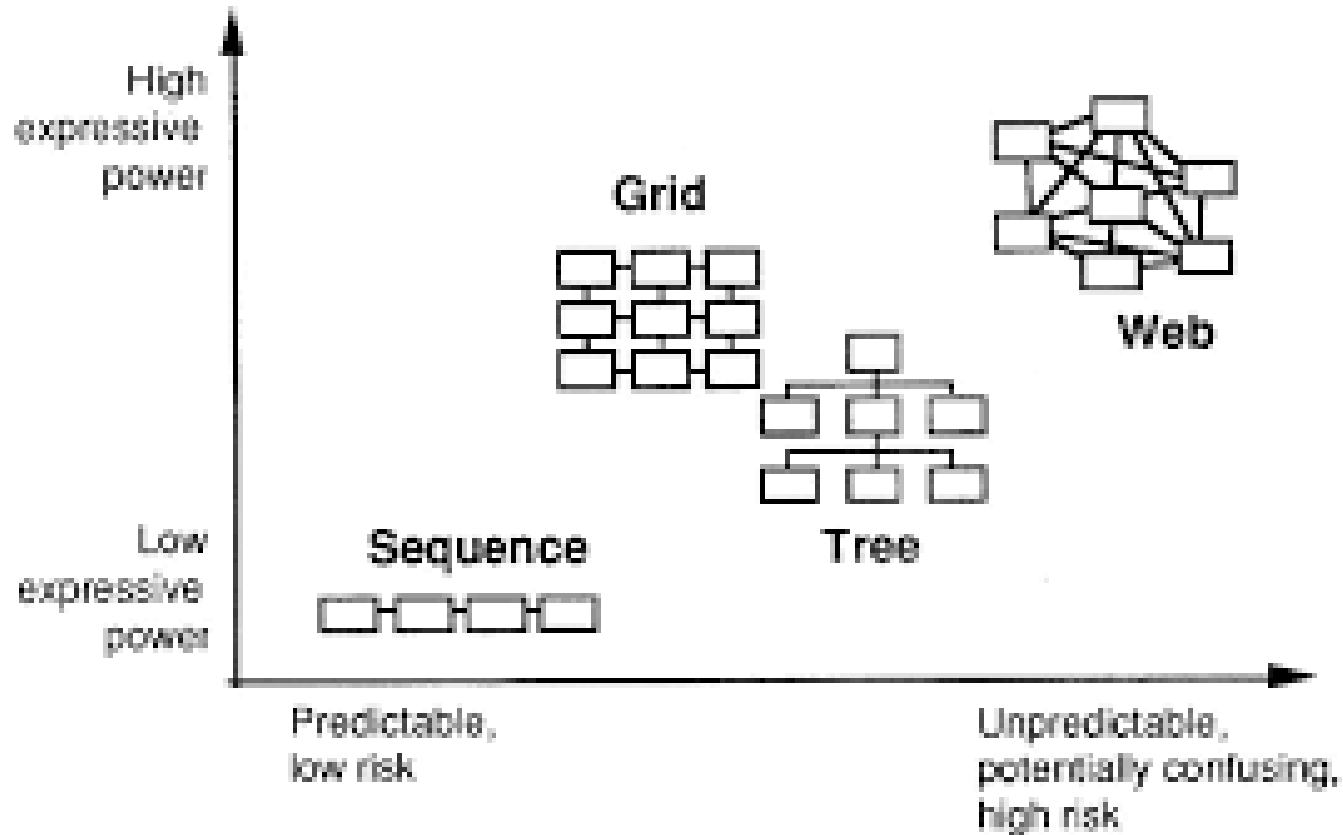 High
expressive
power
Grid
Web
Low
expressive
power
Sequence
Tree
Predictable,
low risk
Unpredictable,
potentially confusing,
high risk